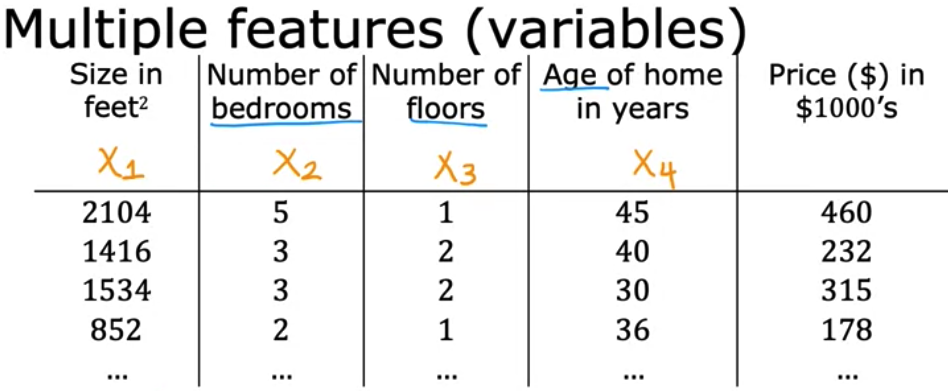 Multiple features (variables)
Size in feet² Number of bedrooms Number of floors Age of home in years Price ($) in $1000's
X₁ X₂ X₃ X₄
2104 5 1 45 460
1416 3 2 40 232
1534 3 2 30 315
852 2 1 36 178
... ... ... ... ...